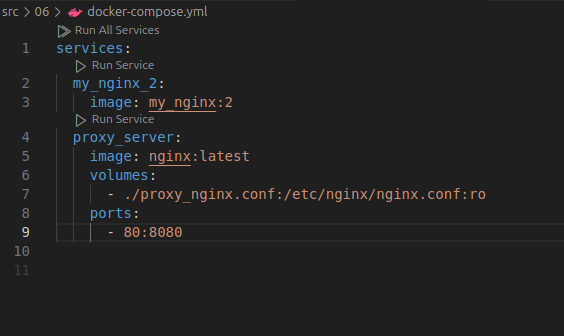 src > 06 > docker-compose.yml
Run All Services
1 services:
Run Service
2   my_nginx_2:
3     image: my_nginx:2
Run Service
4   proxy_server:
5     image: nginx:latest
6     volumes:
7       - ./proxy_nginx.conf:/etc/nginx/nginx.conf:ro
8     ports:
9       - 80:8080
10
11